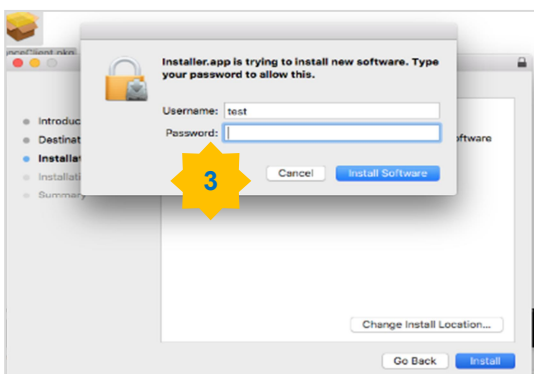 Installer.app is trying to install new software. Type
your password to allow this.
Username: test
Password:
Introduc
Destinat
ftware
Installat
Installati
Summary
3
Cancel
Install Software
Change Install Location...
Go Back
Install